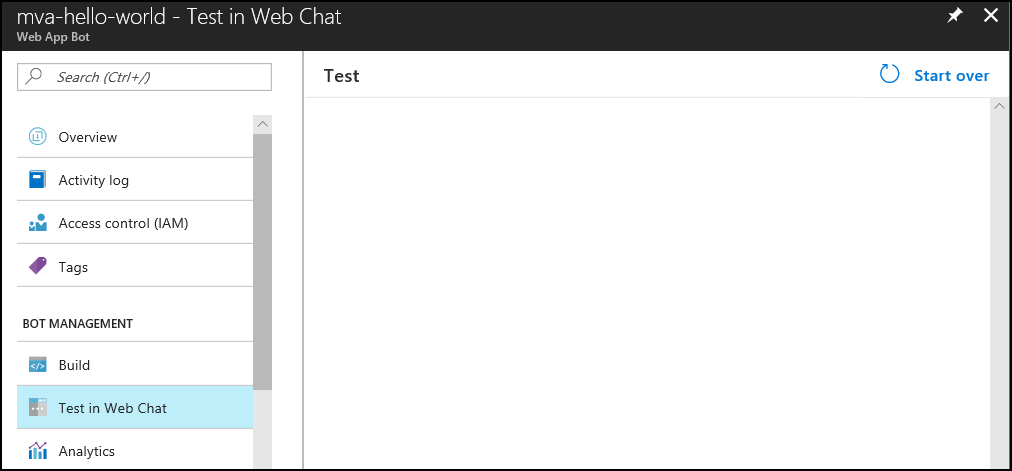 mva-hello-world - Test in Web Chat
Web App Bot
Search (Ctrl+/)
Overview
Activity log
Access control (IAM)
Tags
BOT MANAGEMENT
Build
Test in Web Chat
Analytics
Test
Start over